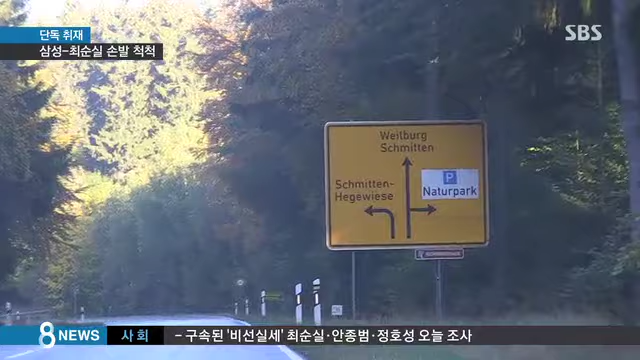 단독 취재
삼성-최순실 손발 척척
SBS
Weilburg
Schmitten
Schmitten-
Hegewiese
P
Naturpark
8 NEWS
사 회
- 구속된 '비선실세' 최순실·안종범·정호성 오늘 조사